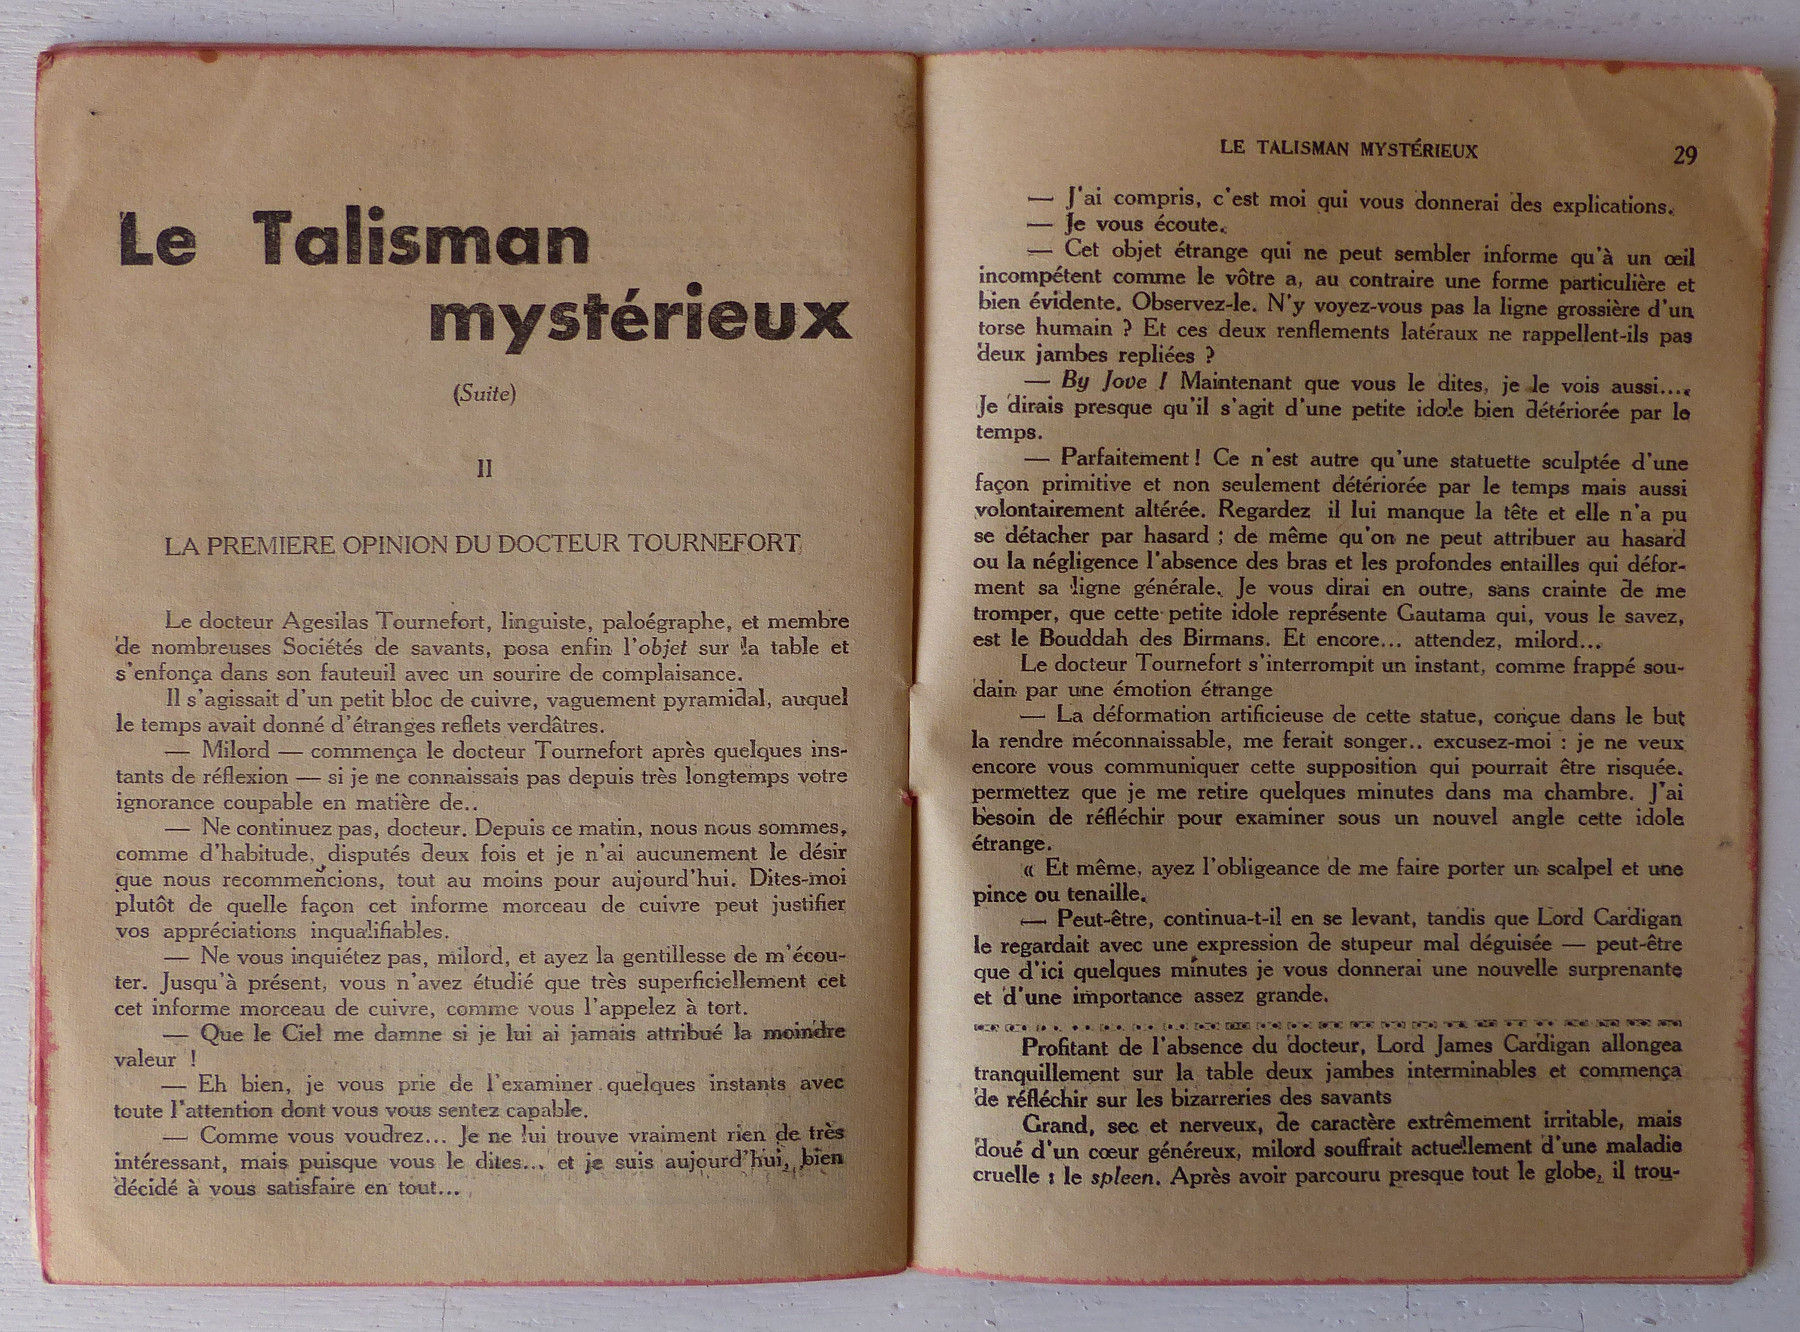 Le Talisman
mystérieux
(Suite)
II
LA PREMIERE OPINION DU DOCTEUR TOURNEFORT
Le docteur Agesilas Tournefort, linguiste, paloégraphe, et membre
de nombreuses Sociétés de savants, posa enfin l'objet sur la table et
s'enfonça dans son fauteuil avec un sourire de complaisance.
Il s'agissait d'un petit bloc de cuivre, vaguement pyramidal, auquel
le temps avait donné d'étranges reflets verdâtres.
— Milord — commença le docteur Tournefort après quelques ins-
tants de réflexion — si je ne connaissais pas depuis très longtemps votre
ignorance coupable en matière de..
— Ne continuez pas, docteur. Depuis ce matin, nous nous sommes,
comme d'habitude, disputés deux fois et je n'ai aucunement le désir
que nous recommencions, tout au moins pour aujourd'hui. Dites-moi
plutôt de quelle façon cet informe morceau de cuivre peut justifier
vos appréciations inqualifiables.
— Ne vous inquiétez pas, milord, et ayez la gentillesse de m'écou-
ter. Jusqu'à présent, vous n'avez étudié que très superficiellement cet
cet informe morceau de cuivre, comme vous l'appelez à tort.
— Que le Ciel me damne si je lui ai jamais attribué la moindre
valeur !
— Eh bien, je vous prie de l'examiner quelques instants avec
toute l'attention dont vous vous sentez capable.
— Comme vous voudrez... Je ne lui trouve vraiment rien de très
intéressant, mais puisque vous le dites... et je suis aujourd'hui, bien
décidé à vous satisfaire en tout...
LE TALISMAN MYSTÉRIEUX 29
— J'ai compris, c'est moi qui vous donnerai des explications.
— Je vous écoute.
— Cet objet étrange qui ne peut sembler informe qu'à un œil
incompétent comme le vôtre a, au contraire une forme particulière et
bien évidente. Observez-le. N'y voyez-vous pas la ligne grossière d'un
torse humain ? Et ces deux renflements latéraux ne rappellent-ils pas
deux jambes repliées ?
— By Jove ! Maintenant que vous le dites, je le vois aussi....
Je dirais presque qu'il s'agit d'une petite idole bien détériorée par le
temps.
— Parfaitement ! Ce n'est autre qu'une statuette sculptée d'une
façon primitive et non seulement détériorée par le temps mais aussi
volontairement altérée. Regardez il lui manque la tête et elle n'a pu
se détacher par hasard ; de même qu'on ne peut attribuer au hasard
ou la négligence l'absence des bras et les profondes entailles qui défor-
ment sa ligne générale. Je vous dirai en outre, sans crainte de me
tromper, que cette petite idole représente Gautama qui, vous le savez,
est le Bouddah des Birmans. Et encore... attendez, milord...
Le docteur Tournefort s'interrompit un instant, comme frappé sou-
dain par une émotion étrange
— La déformation artificieuse de cette statue, conçue dans le but
la rendre méconnaissable, me ferait songer.. excusez-moi : je ne veux
encore vous communiquer cette supposition qui pourrait être risquée.
permettez que je me retire quelques minutes dans ma chambre. J'ai
besoin de réfléchir pour examiner sous un nouvel angle cette idole
étrange.
« Et même, ayez l'obligeance de me faire porter un scalpel et une
pince ou tenaille.
— Peut-être, continua-t-il en se levant, tandis que Lord Cardigan
le regardait avec une expression de stupeur mal déguisée — peut-être
que d'ici quelques minutes je vous donnerai une nouvelle surprenante
et d'une importance assez grande.
Profitant de l'absence du docteur, Lord James Cardigan allongea
tranquillement sur la table deux jambes interminables et commença
de réfléchir sur les bizarreries des savants
Grand, sec et nerveux, de caractère extrêmement irritable, mais
doué d'un cœur généreux, milord souffrait actuellement d'une maladie
cruelle : le spleen. Après avoir parcouru presque tout le globe, il trou-